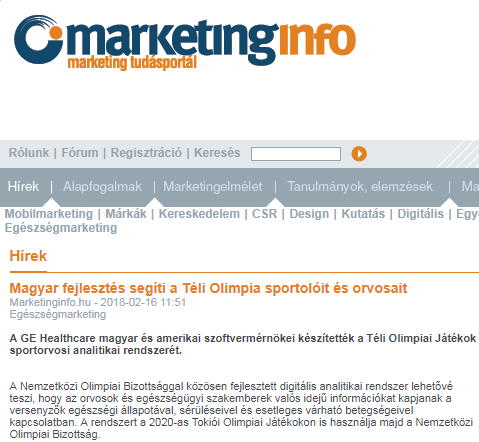 marketinginfo
marketing tudásportál
Rólunk | Fórum | Regisztráció | Keresés
Hírek | Alapfogalmak | Marketingelmélet | Tanulmányok, elemzések | Ma
Mobilmarketing | Márkák | Kereskedelem | CSR | Design | Kutatás | Digitális | Egy
Egészségmarketing
Hírek
Magyar fejlesztés segíti a Téli Olimpia sportolóit és orvosait
Marketinginfo.hu - 2018-02-16 11:51
Egészségmarketing
A GE Healthcare magyar és amerikai szoftvermérnökei készítették a Téli Olimpiai Játékok
sportorvosi analitikai rendszerét.
A Nemzetközi Olimpiai Bizottsággal közösen fejlesztett digitális analitikai rendszer lehetővé
teszi, hogy az orvosok és egészségügyi szakemberek valós idejű információkat kapjanak a
versenyzők egészségi állapotával, sérüléseivel és esetleges várható betegségeivel
kapcsolatban. A rendszert a 2020-as Tokiói Olimpiai Játékokon is használja majd a Nemzetközi
Olimpiai Bizottság.